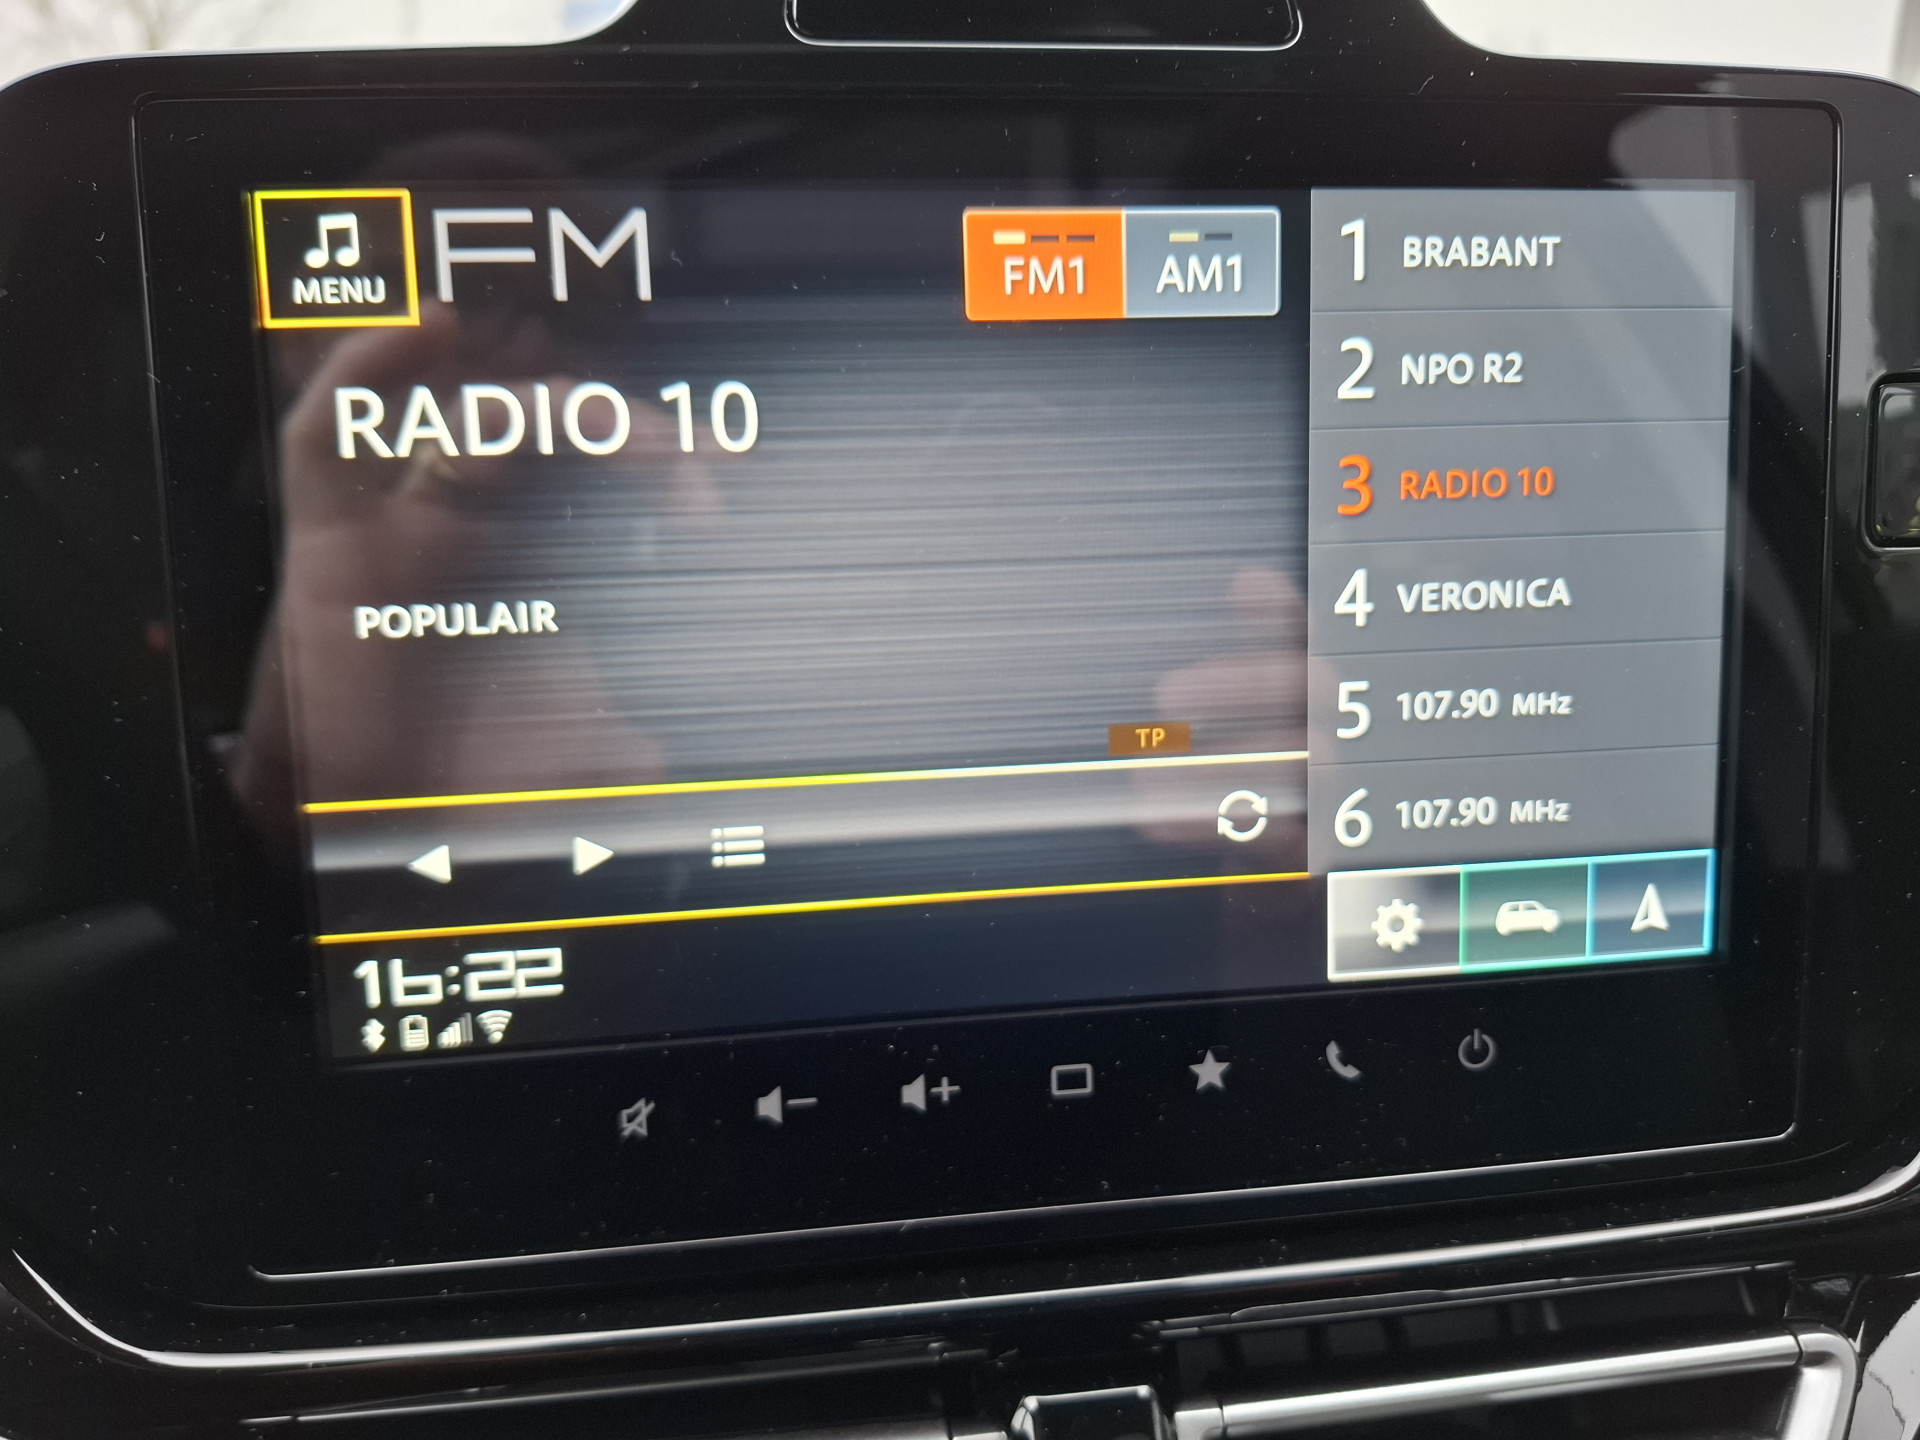 MENU
FM
FM1
AM1
RADIO 10
POPULAIR
TP
16:22
1 BRABANT
2 NPO R2
3 RADIO 10
4 VERONICA
5 107.90 MHz
6 107.90 MHz